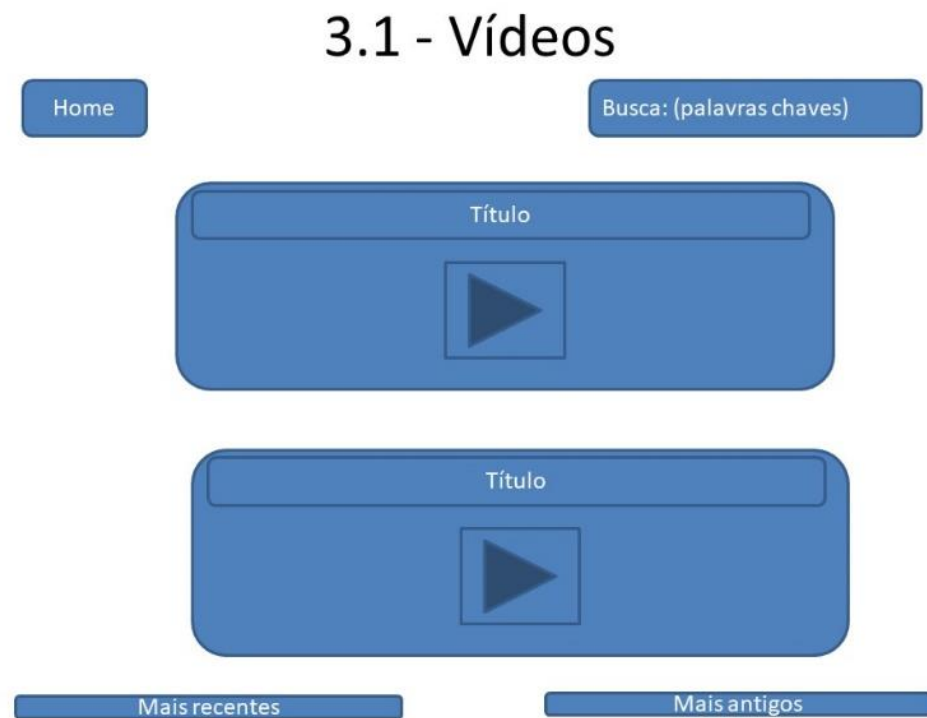 3.1 - Vídeos
Home
Busca: (palavras chaves)
Título
Título
Mais recentes
Mais antigos